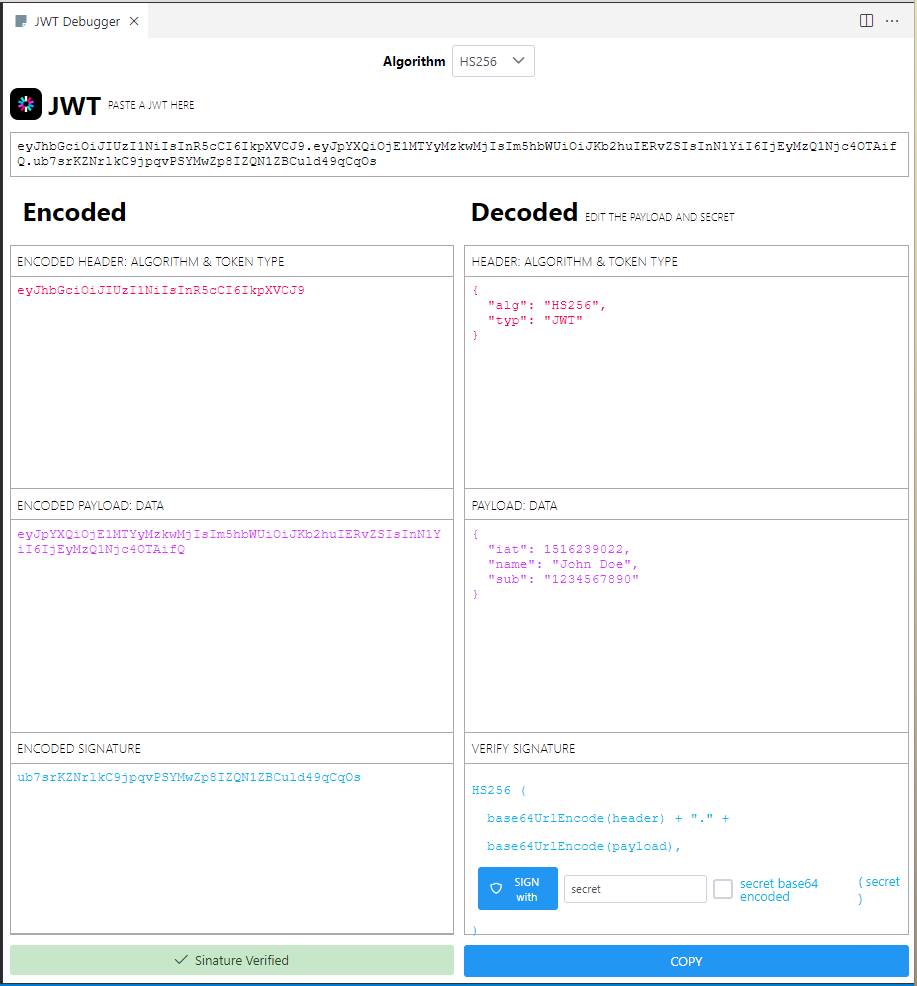 JWT Debugger
Algorithm HS256
JWT PASTE A JWT HERE
eyJhbGciOiJIUzI1NiIsInR5cCI6IkpXVCJ9.eyJpYXQiOjE1MTYyMzkwMjIsIm5hbWUiOiJKb2huIERvZSIsInN1YiI6IjEyMzQ1Njc4OTAif
Q.ub7srKZNrlkC9jpqvPSYMwZp8IZQN1ZBCuld49qCqOs
Encoded
Decoded EDIT THE PAYLOAD AND SECRET
ENCODED HEADER: ALGORITHM & TOKEN TYPE
eyJhbGciOiJIUzI1NiIsInR5cCI6IkpXVCJ9
HEADER: ALGORITHM & TOKEN TYPE
{
"alg": "HS256",
"typ": "JWT"
}
ENCODED PAYLOAD: DATA
eyJpYXQiOjE1MTYyMzkwMjIsIm5hbWUiOiJKb2huIERvZSIsInN1Y
iI6IjEyMzQ1Njc4OTAifQ
PAYLOAD: DATA
{
"iat": 1516239022,
"name": "John Doe",
"sub": "1234567890"
}
ENCODED SIGNATURE
ub7srKZNrlkC9jpqvPSYMwZp8IZQN1ZBCuld49qCqOs
VERIFY SIGNATURE
HS256 (
base64UrlEncode(header) + "." +
base64UrlEncode(payload),
SIGN
with
secret
secret base64
encoded
( secret
)
)
Sinature Verified
COPY